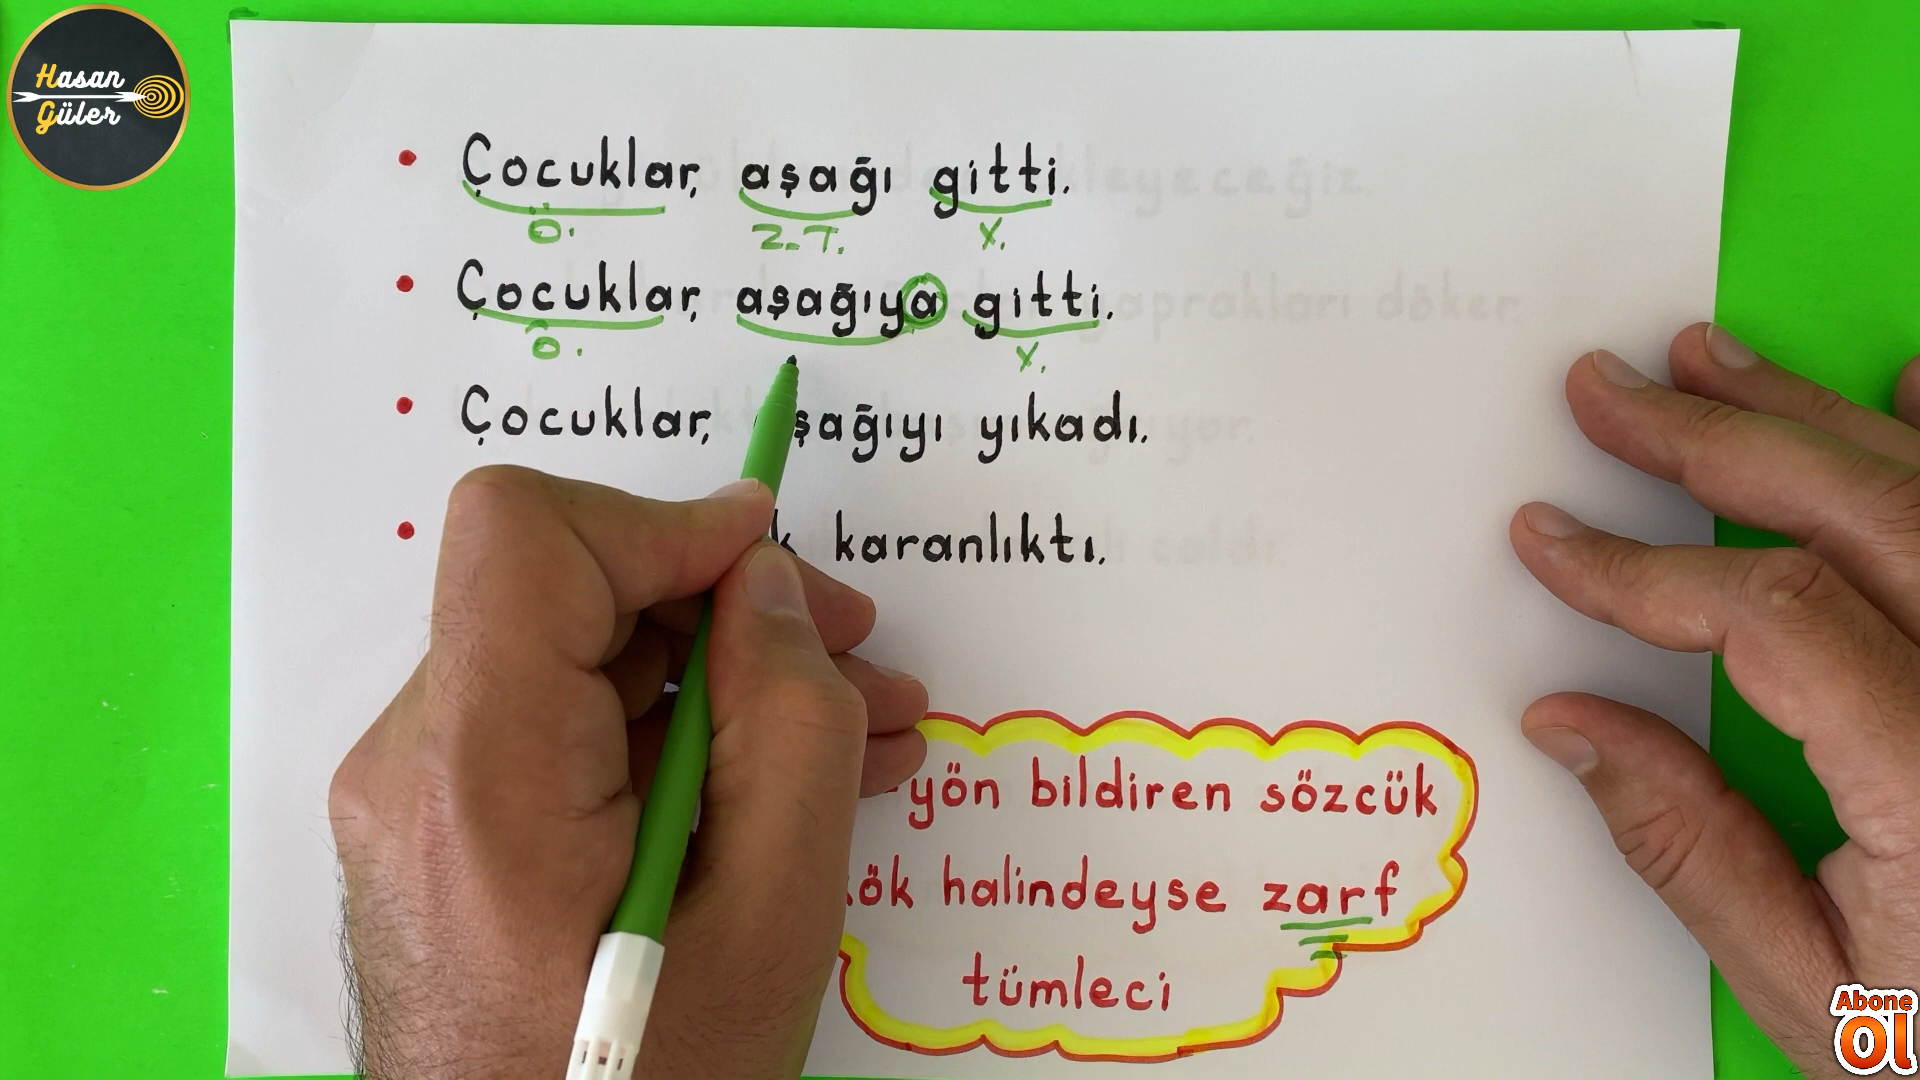 Hasan
Güler
Çocuklar, aşağı gitti.
Ö. Z.T. Y.
Çocuklar, aşağıya gitti.
Ö. Y.
Çocuklar, aşağıyı yıkadı.
karanlıktı.
yön bildiren sözcük
kök halindeyse zarf
tümleci
Abone
Ol